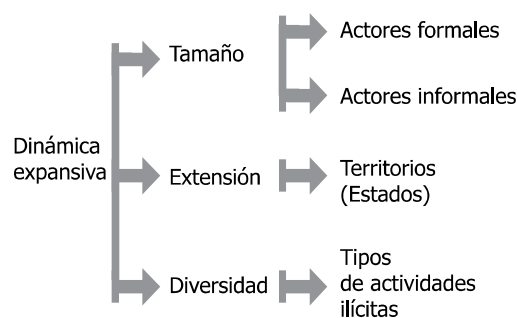 Dinámica
expansiva
Tamaño
Actores formales
Actores informales
Extensión
Territorios
(Estados)
Diversidad
Tipos
de actividades
ilícitas